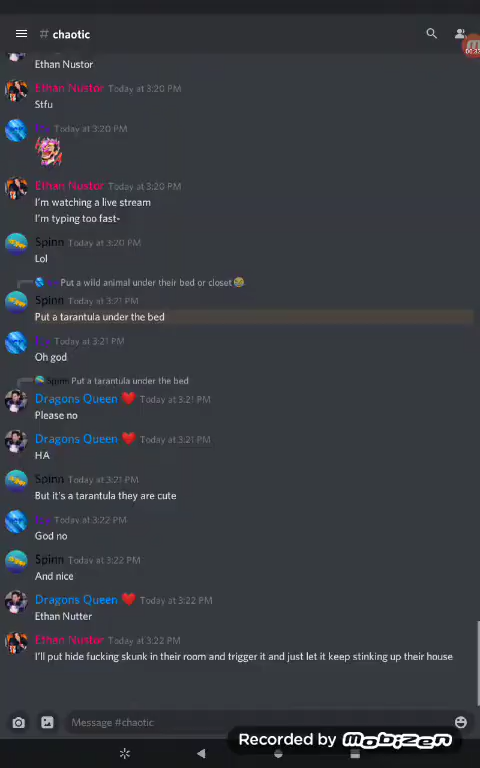 # chaotic
Ethan Nustor
Ethan Nustor Today at 3:20 PM
Stfu
Today at 3:20 PM
Ethan Nustor Today at 3:20 PM
I'm watching a live stream
I'm typing too fast-
Spinn Today at 3:20 PM
Lol
Put a wild animal under their bed or closet😂
Spinn Today at 3:21 PM
Put a tarantula under the bed
Today at 3:21 PM
Oh god
Spinn Put a tarantula under the bed
Dragons Queen ❤️ Today at 3:21 PM
Please no
Dragons Queen ❤️ Today at 3:21 PM
HA
Spinn Today at 3:21 PM
But it's a tarantula they are cute
Today at 3:22 PM
God no
Spinn Today at 3:22 PM
And nice
Dragons Queen ❤️ Today at 3:22 PM
Ethan Nutter
Ethan Nustor Today at 3:22 PM
I'll put hide fucking skunk in their room and trigger it and just let it keep stinking up their house
Message #chaotic
Recorded by MOBIZEN